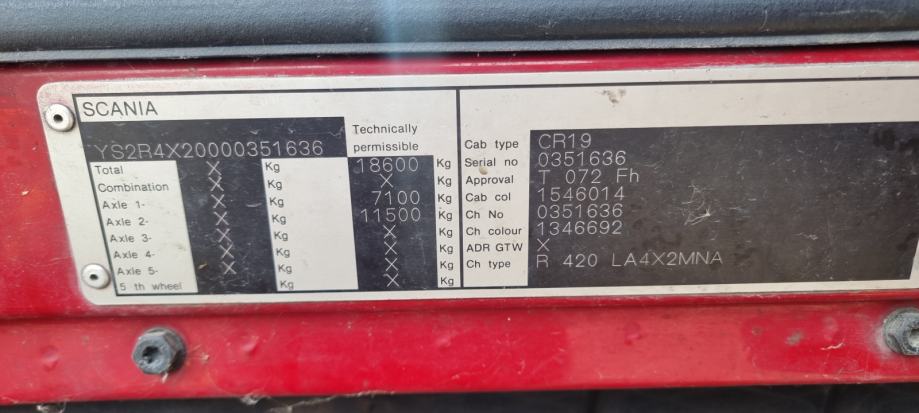 SCANIA
YS2R4X20000351636
Technically
permissible
Total X Kg 18600 Kg
Combination X Kg X Kg
Axle 1- X Kg 7100 Kg
Axle 2- X Kg 11500 Kg
Axle 3- X Kg X Kg
Axle 4- X Kg X Kg
Axle 5- X Kg X Kg
5 th wheel Kg X Kg
Cab type CR19
Serial no 0351636
Approval T 072 Fh
Cab col 1546014
Ch No 0351636
Ch colour 1346692
ADR GTW X
Ch type R 420 LA4X2MNA